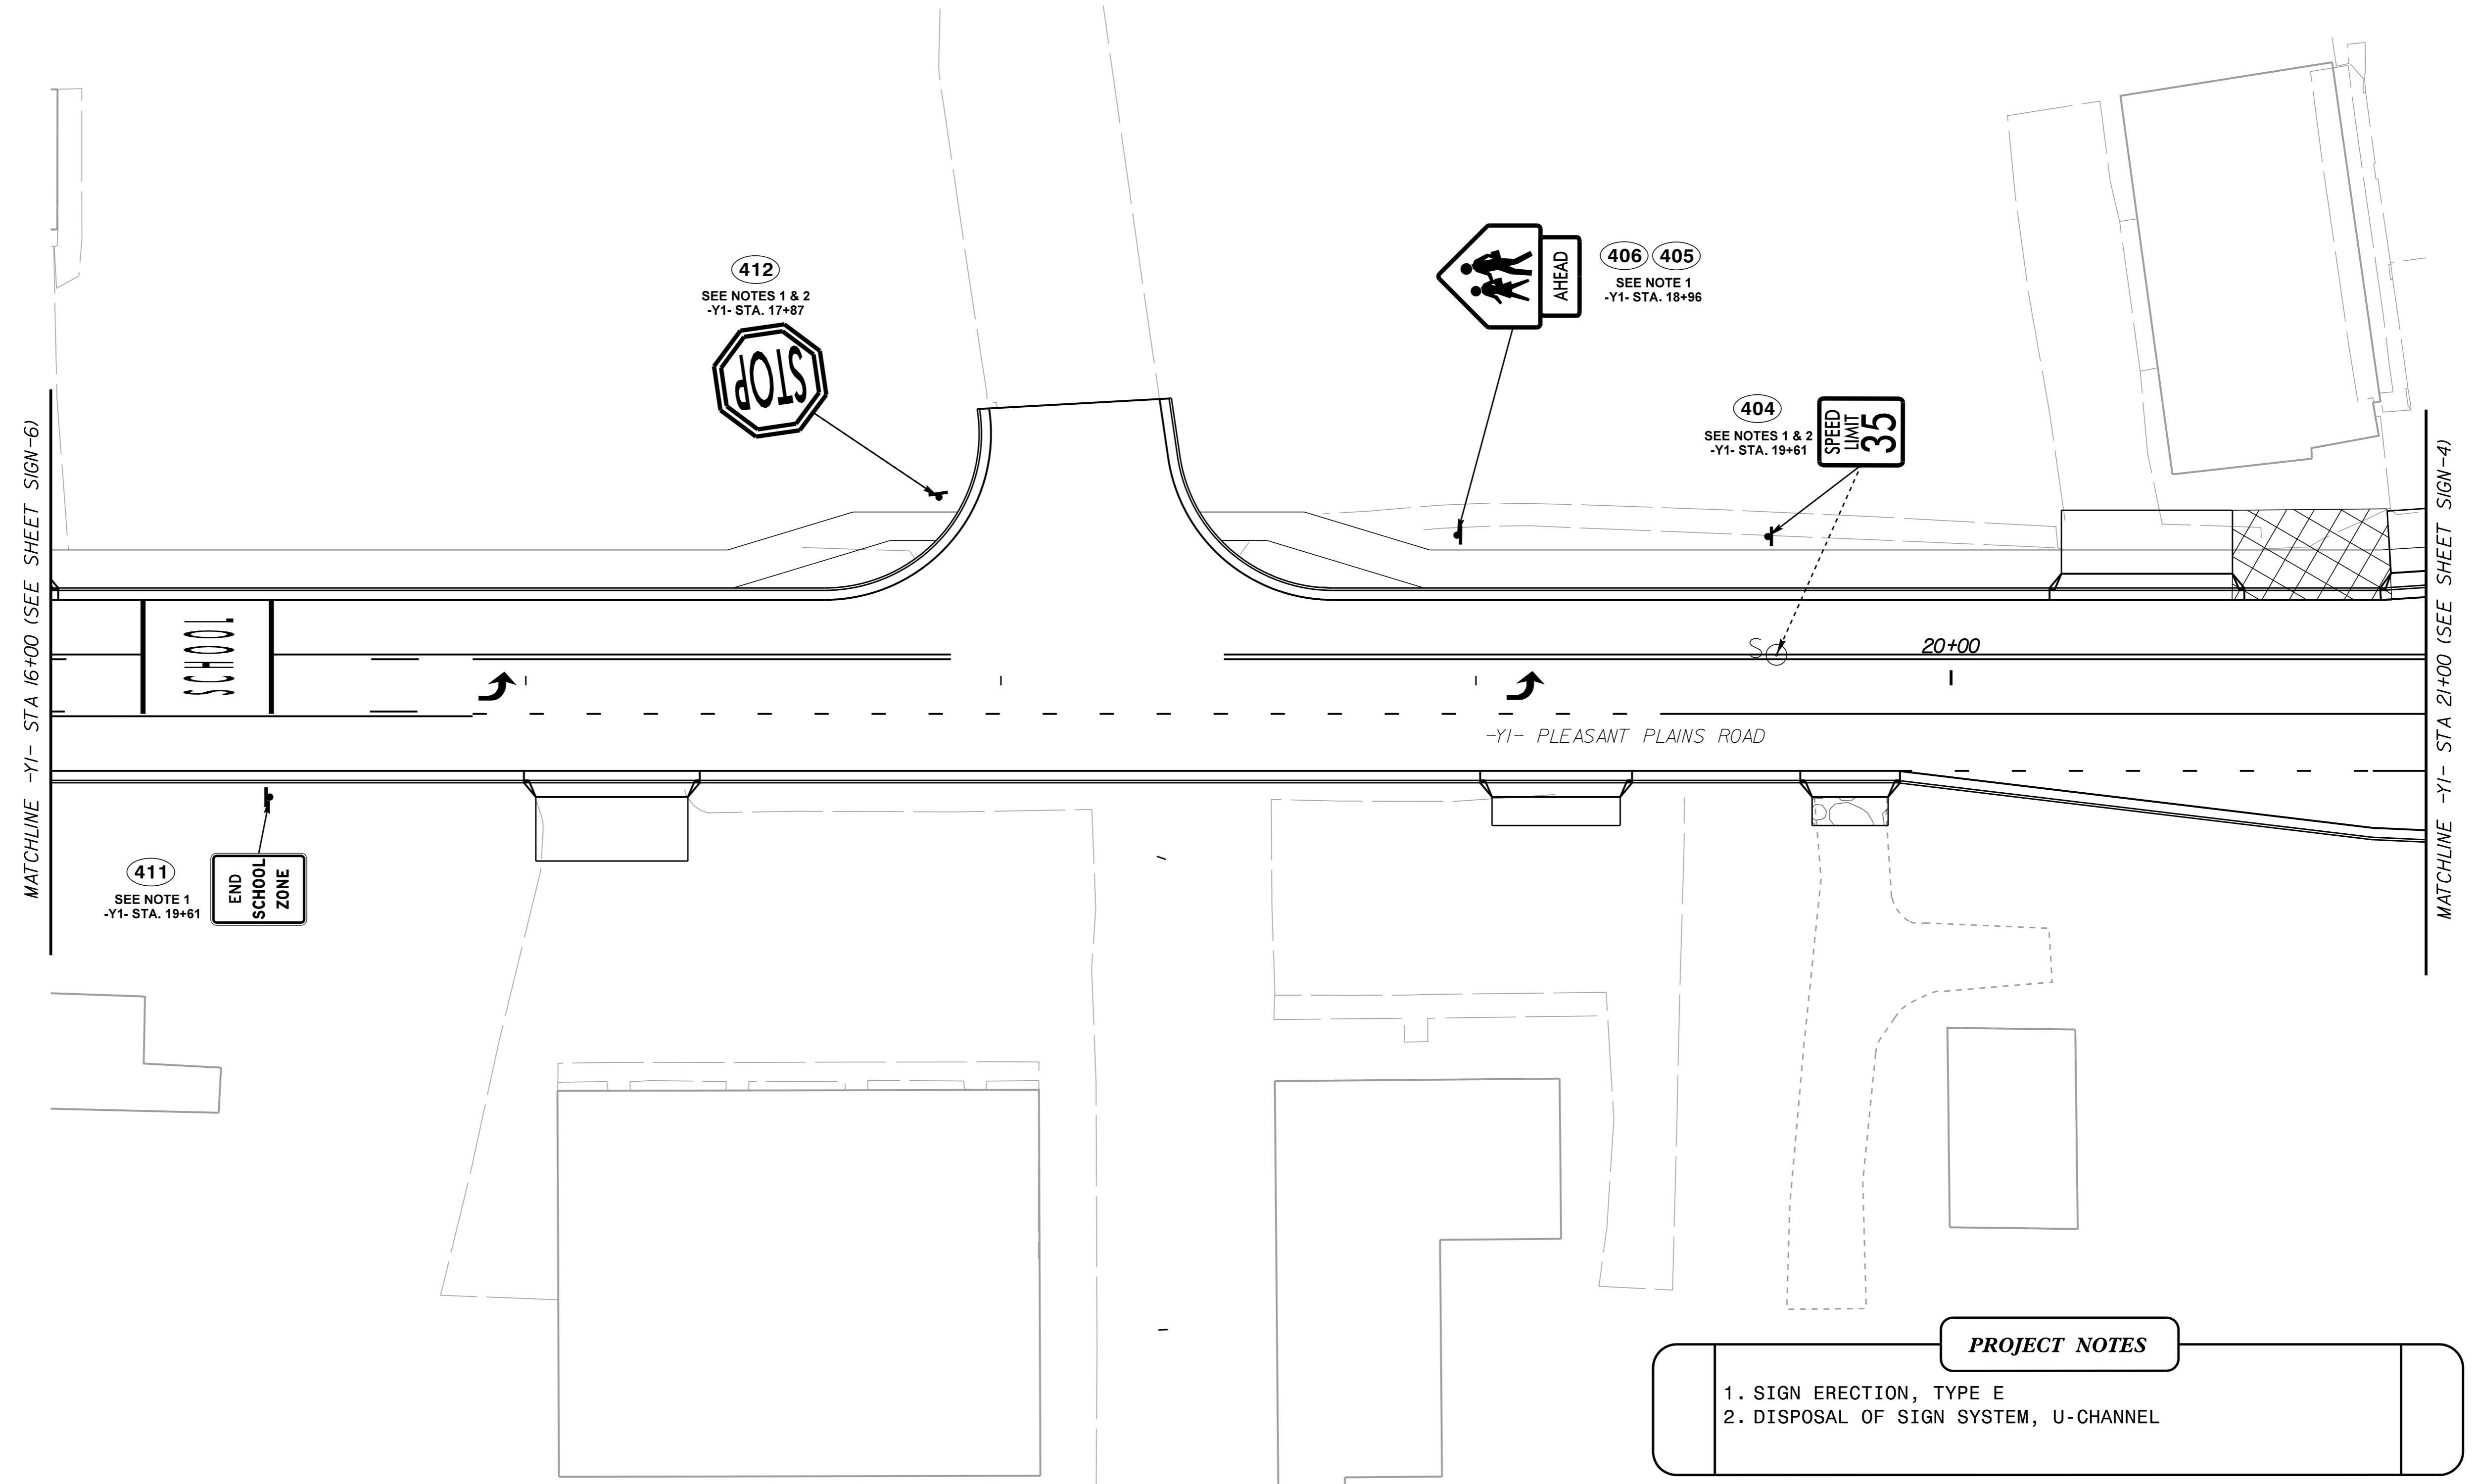 412
SEE NOTES 1 & 2
-Y1- STA. 17+87
STOP
406 405
SEE NOTE 1
-Y1- STA. 18+96
AHEAD
404
SEE NOTES 1 & 2
-Y1- STA. 19+61
SPEED
LIMIT
35
MATCHLINE -Y1- STA 16+00 (SEE SHEET SIGN-6)
MATCHLINE -Y1- STA 21+00 (SEE SHEET SIGN-4)
SCHOOL
S
20+00
-Y1- PLEASANT PLAINS ROAD
411
SEE NOTE 1
-Y1- STA. 19+61
END
SCHOOL
ZONE
PROJECT NOTES
1. SIGN ERECTION, TYPE E
2. DISPOSAL OF SIGN SYSTEM, U-CHANNEL